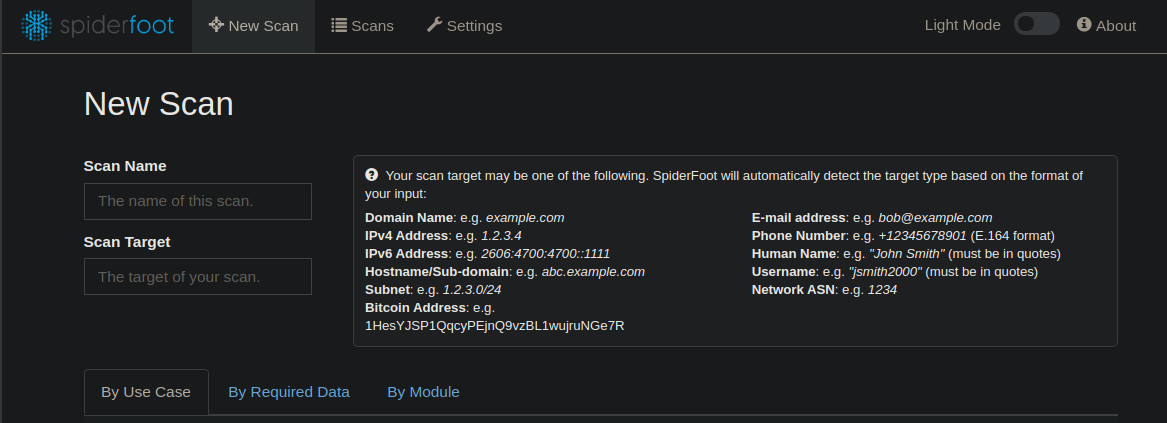 spiderfoot New Scan Scans Settings Light Mode About
New Scan
Scan Name
The name of this scan.
Scan Target
The target of your scan.
Your scan target may be one of the following. SpiderFoot will automatically detect the target type based on the format of
your input:
Domain Name: e.g. example.com
IPv4 Address: e.g. 1.2.3.4
IPv6 Address: e.g. 2606:4700:4700::1111
Hostname/Sub-domain: e.g. abc.example.com
Subnet: e.g. 1.2.3.0/24
Bitcoin Address: e.g.
1HesYJSP1QqcyPEjnQ9vzBL1wujruNGe7R
E-mail address: e.g. bob@example.com
Phone Number: e.g. +12345678901 (E.164 format)
Human Name: e.g. "John Smith" (must be in quotes)
Username: e.g. "jsmith2000" (must be in quotes)
Network ASN: e.g. 1234
By Use Case By Required Data By Module